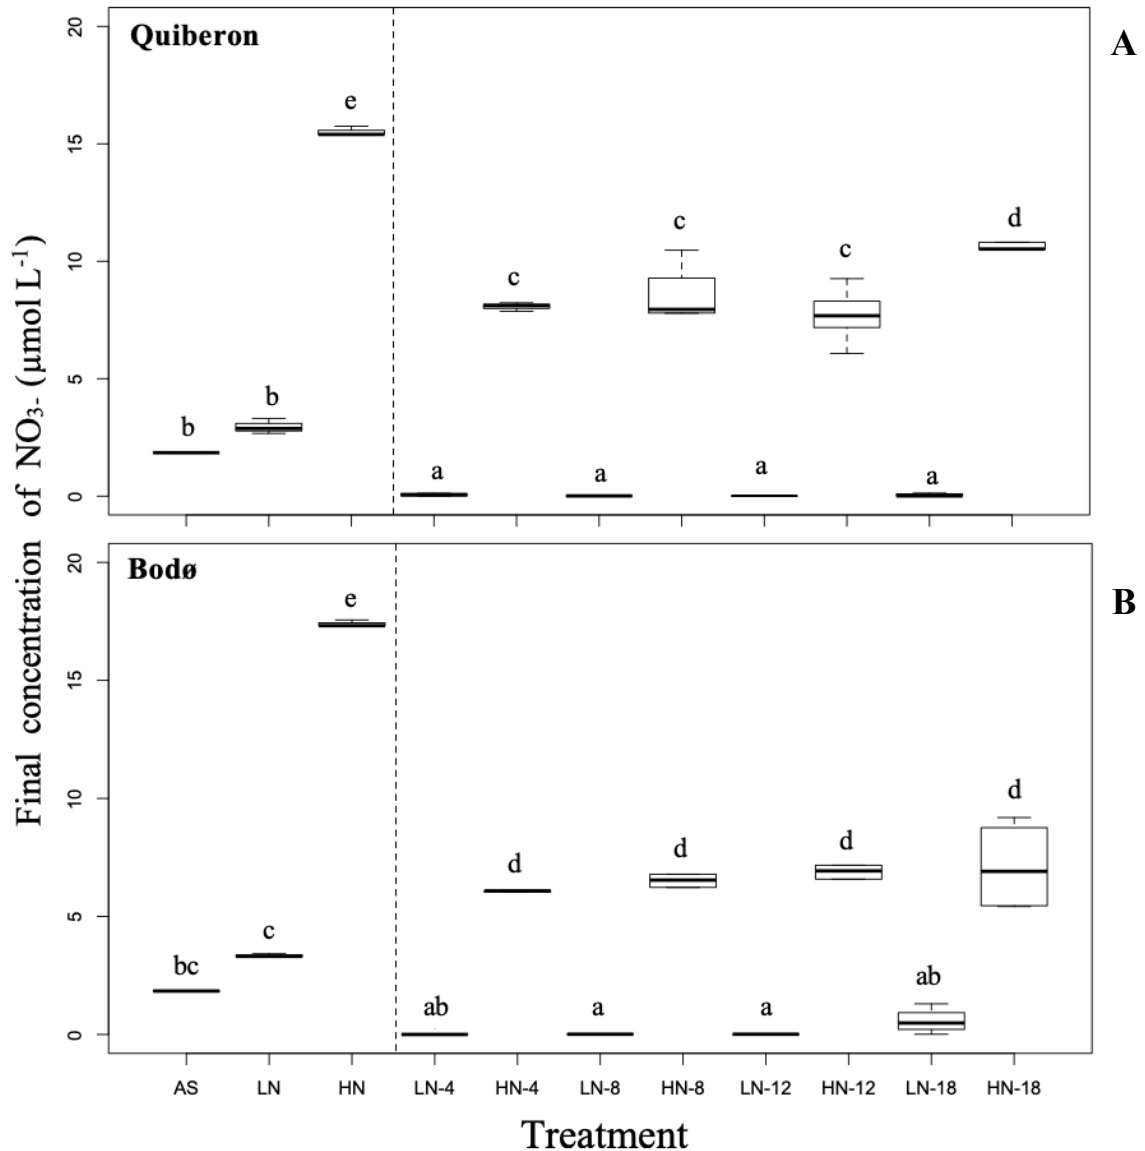 Quiberon
A
20
15
10
5
0
b
b
e
a
c
a
c
a
c
a
d
Bodø
B
20
15
10
5
0
bc
c
e
ab
d
a
d
a
d
ab
d
Final concentration of NO3- (µmol L-1)
AS LN HN LN-4 HN-4 LN-8 HN-8 LN-12 HN-12 LN-18 HN-18
Treatment